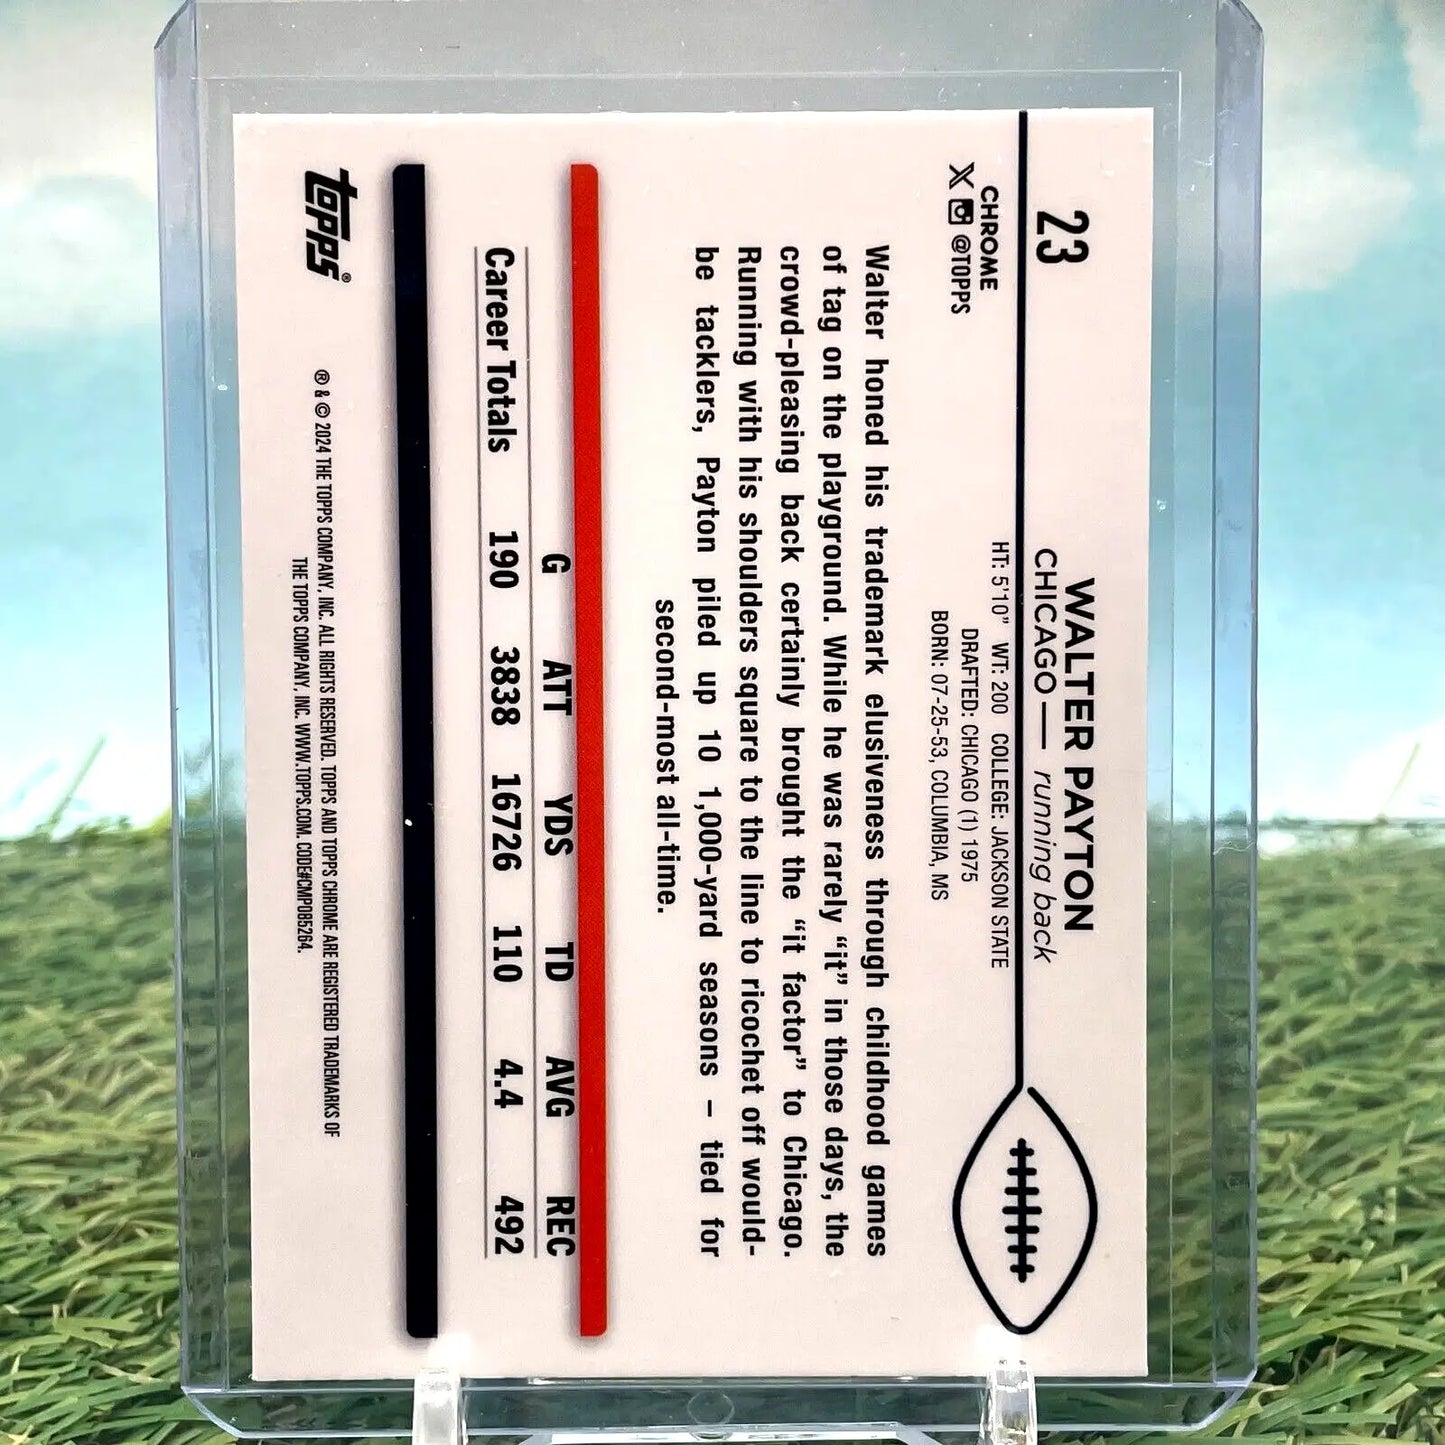 23
WALTER PAYTON
CHICAGO — running back
HT: 5'10" WT: 200 COLLEGE: JACKSON STATE
DRAFTED: CHICAGO (1) 1975
BORN: 07-25-53, COLUMBIA, MS
CHROME
X @TOPPS
Walter honed his trademark elusiveness through childhood games
of tag on the playground. While he was rarely “it” in those days, the
crowd-pleasing back certainly brought the “it factor” to Chicago.
Running with his shoulders square to the line to ricochet off would-
be tacklers, Payton piled up 10 1,000-yard seasons – tied for
second-most all-time.
G ATT YDS TD AVG REC
Career Totals 190 3838 16726 110 4.4 492
topps®
® & © 2024 THE TOPPS COMPANY, INC. ALL RIGHTS RESERVED. TOPPS AND TOPPS CHROME ARE REGISTERED TRADEMARKS OF
THE TOPPS COMPANY, INC. WWW.TOPPS.COM. CODE#CMP085264.